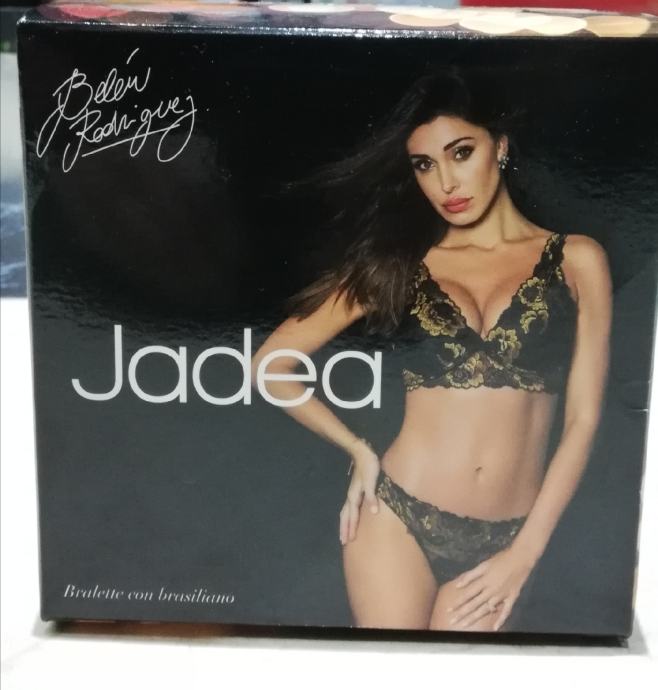 Belén
Rodriguez
Jadea
Bralette con brasiliano